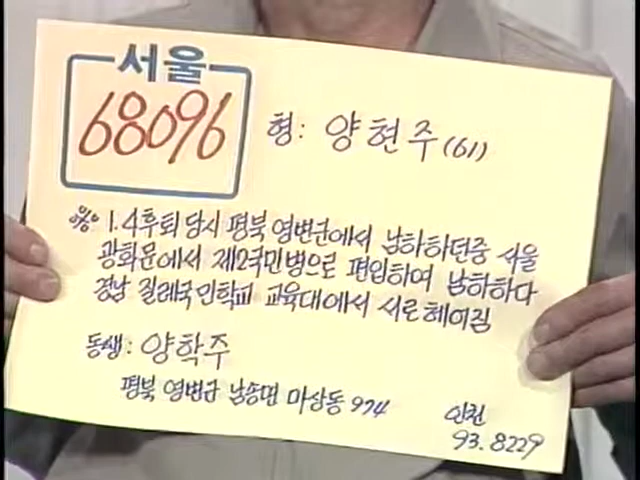 서울
68096
형: 양현주 (61)
※ 1.4후퇴 당시 평북 영변군에서 남하하던중 서울
광화문에서 제2국민병으로 편입하여 남하하다
경남 진례국민학교 교육대에서 서로 헤어짐
동생: 양학주
평북 영변군 남송면 마상동 974
인천
93.8229